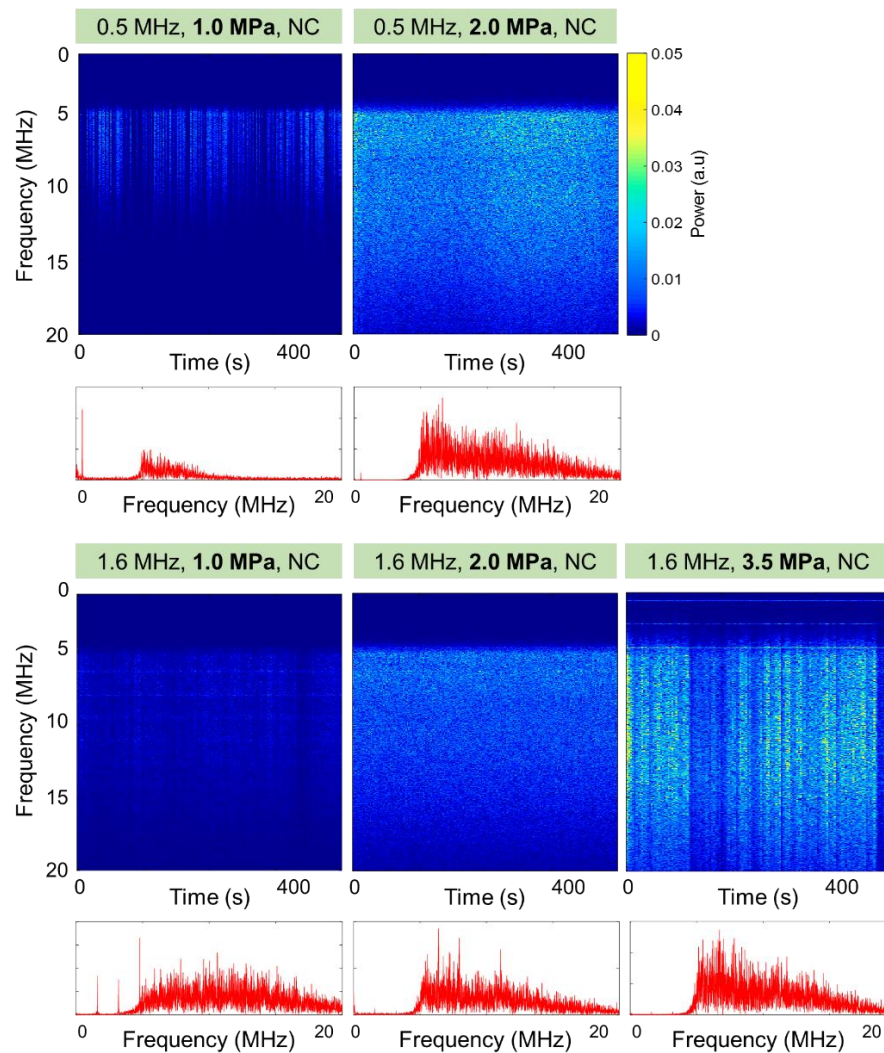 0.5 MHz, 1.0 MPa, NC
0.5 MHz, 2.0 MPa, NC
0
5
10
15
20
Frequency (MHz)
0 400
Time (s)
0 400
Time (s)
0.05
0.04
0.03
0.02
0.01
0
Power (a.u)
0 20
Frequency (MHz)
0 20
Frequency (MHz)
1.6 MHz, 1.0 MPa, NC
1.6 MHz, 2.0 MPa, NC
1.6 MHz, 3.5 MPa, NC
0
5
10
15
20
Frequency (MHz)
0 400
Time (s)
0 400
Time (s)
0 400
Time (s)
0 20
Frequency (MHz)
0 20
Frequency (MHz)
0 20
Frequency (MHz)